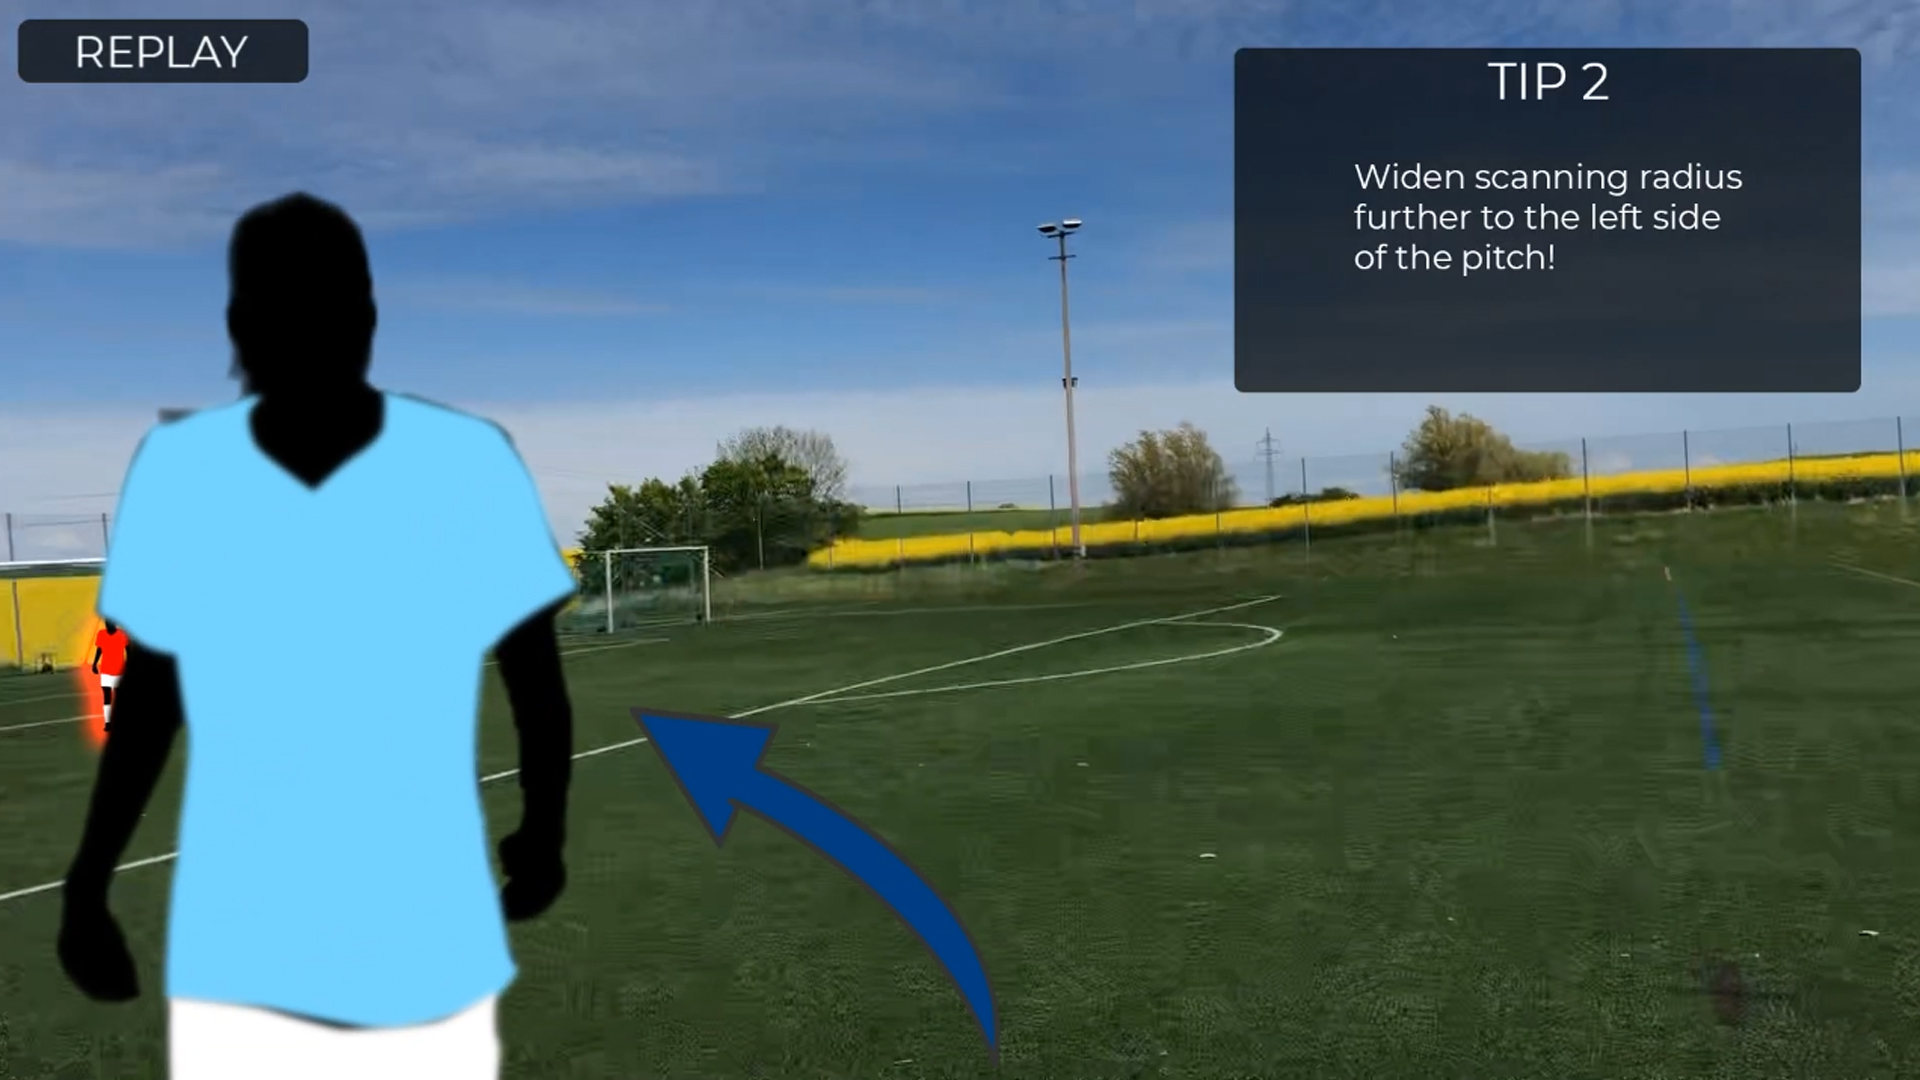 REPLAY
TIP 2
Widen scanning radius
further to the left side
of the pitch!